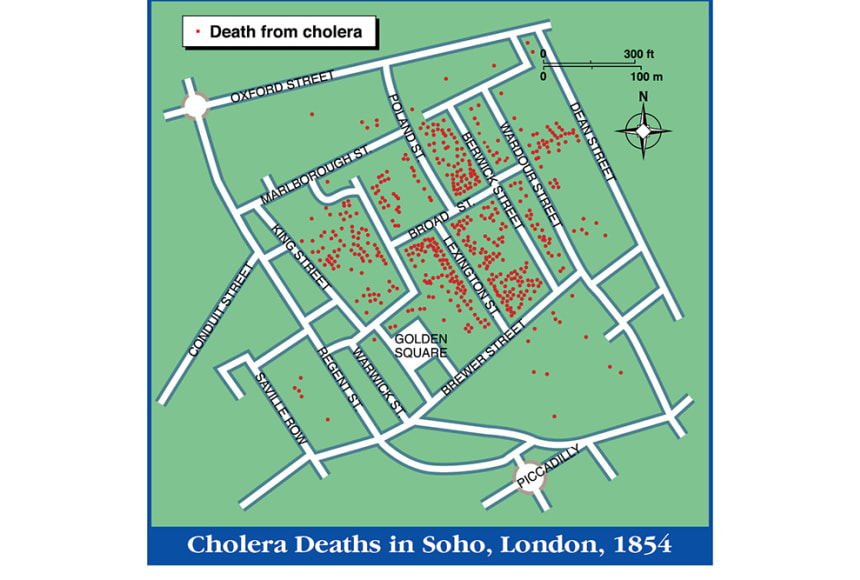 Death from cholera
0 300 ft
0 100 m
N
OXFORD STREET
POLAND ST.
DEAN STREET
MARLBOROUGH ST.
BERWICK STREET
WARDOUR STREET
BROAD ST.
KING STREET
LEXINGTON ST.
CONDUIT STREET
GOLDEN
SQUARE
BREWER STREET
REGENT ST.
WARWICK ST.
SAVILLE ROW
PICCADILLY
Cholera Deaths in Soho, London, 1854